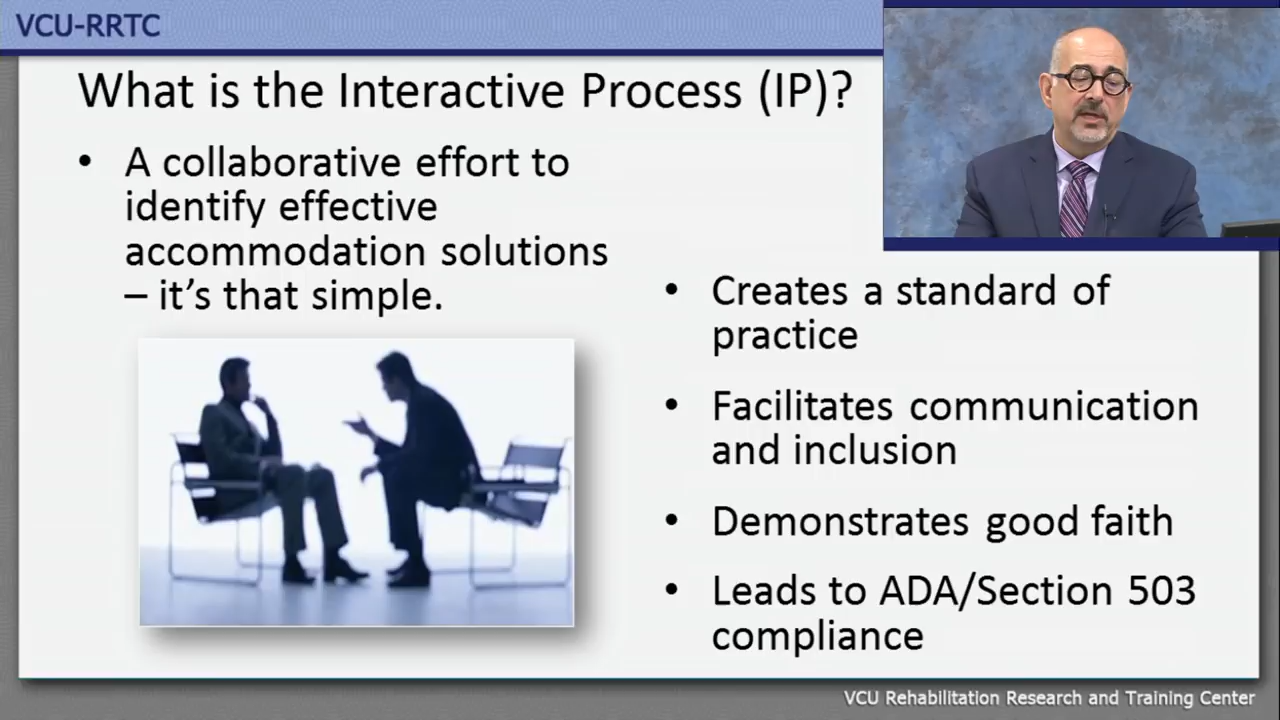 VCU-RRTC
What is the Interactive Process (IP)?
• A collaborative effort to
identify effective
accommodation solutions
– it’s that simple.
• Creates a standard of
practice
• Facilitates communication
and inclusion
• Demonstrates good faith
• Leads to ADA/Section 503
compliance
VCU Rehabilitation Research and Training Center